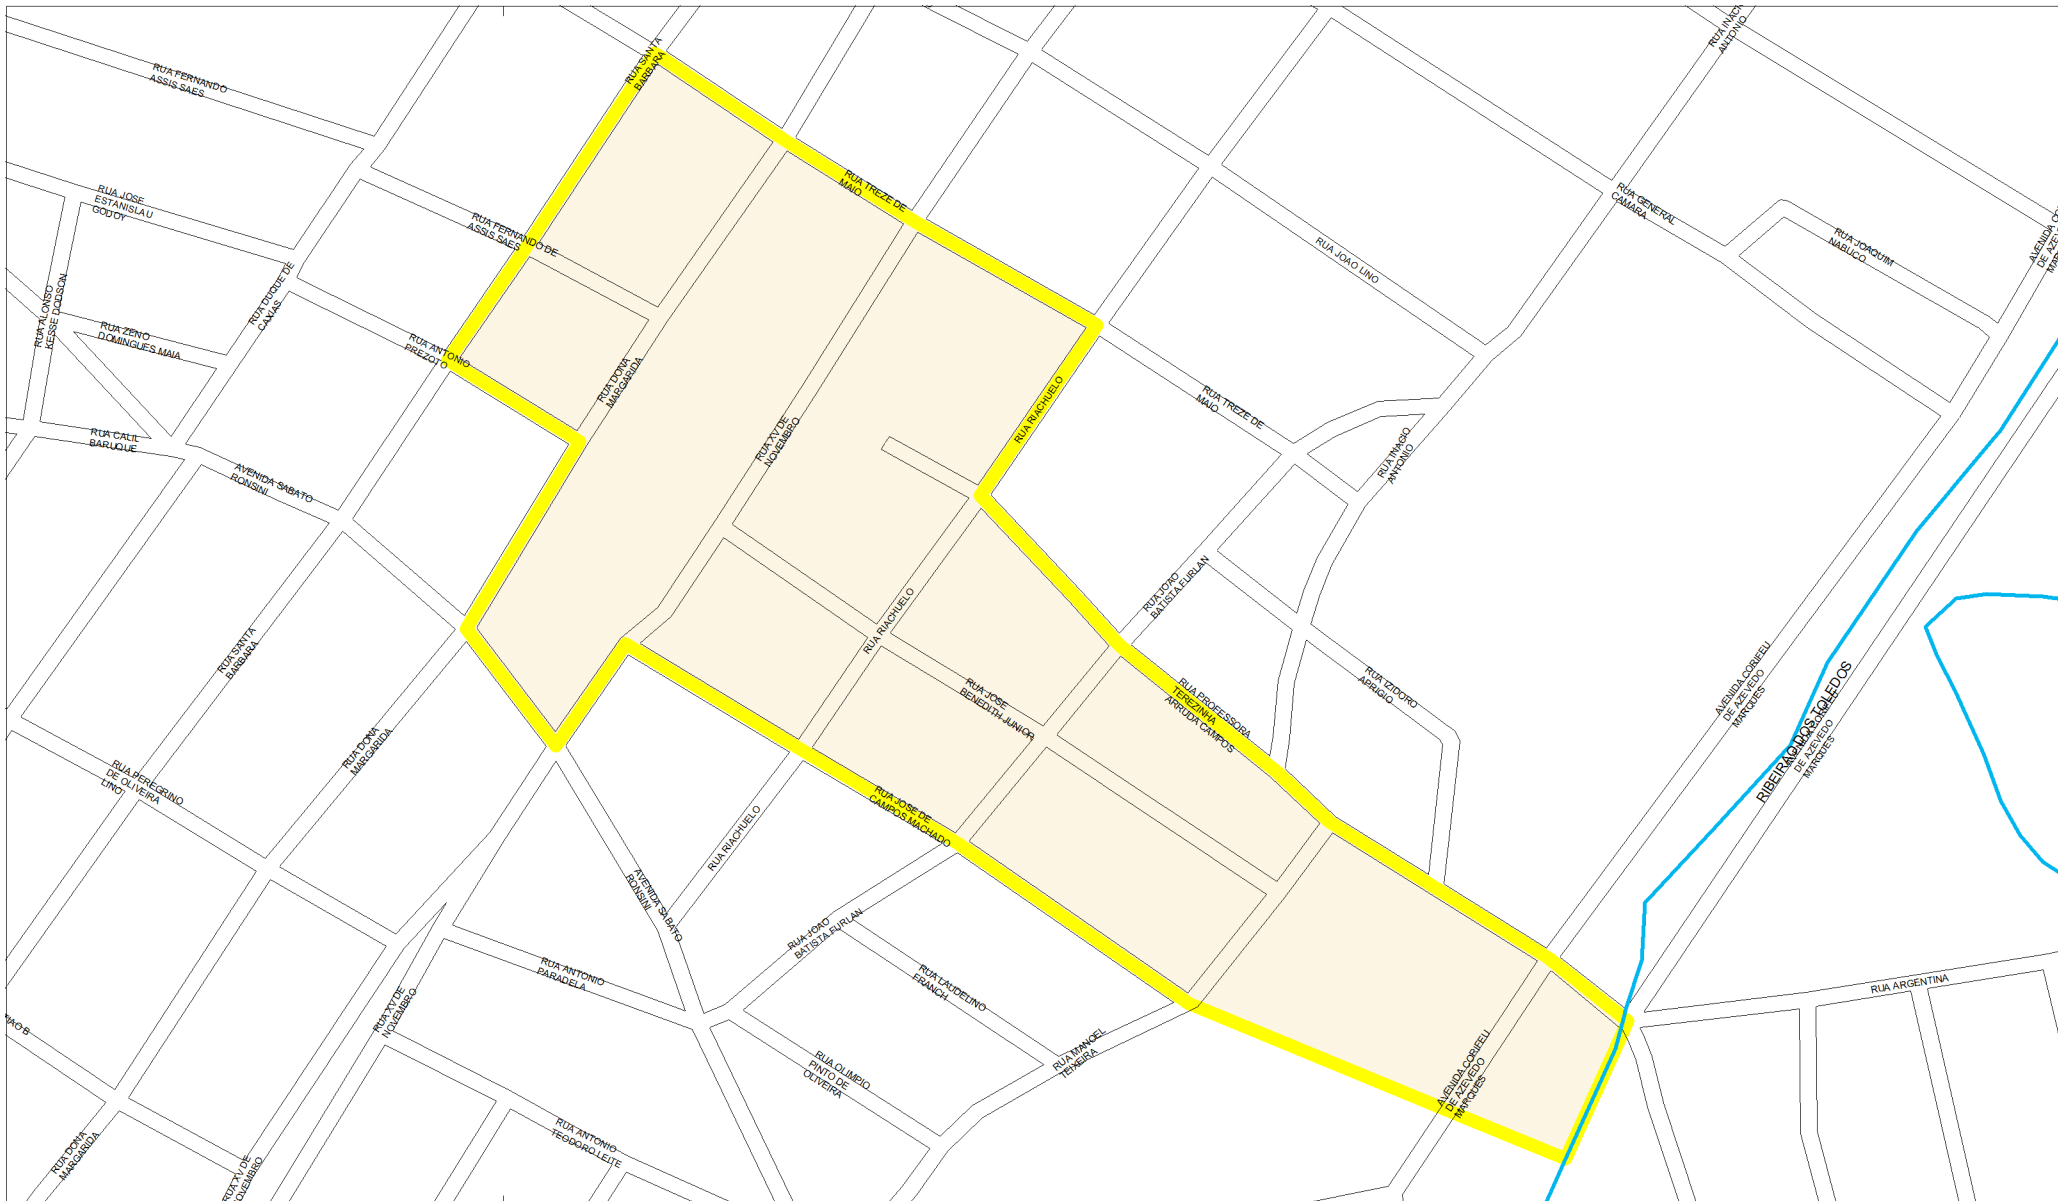 RUA SANTA
BARBARA
ANTONIO
RUA FERNANDO
ASSIS SAES
RUA JOSE
ESTANISLAU
GODOY
RUA TREZE DE
MAIO
RUA GENERAL
CAMARA
RUA JOAQUIM
NABUCO
RUA FERNANDO DE
ASSIS SAES
RUA JOAO LINO
RUA DUQUE DE
CAXIAS
RUA ALONSO
KESSE DODSON
RUA ZENO
DOMINGUES MAIA
RUA ANTONIO
PREZOTO
RUA DONA
MARGARIDA
RUA RIACHUELO
RUA TREZE DE
MAIO
RUA XV DE
NOVEMBRO
RUA CALIL
BARUQUE
RUA INACIO
ANTONIO
AVENIDA SABATO
RONSINI
RUA JOAO
BATISTA FURLAN
RUA RIACHUELO
RUA SANTA
BARBARA
RUA JOSE
BENEDITH JUNIOR
RUA PROFESSORA
TEREZINHA
ARRUDA CAMPOS
RUA IZIDORO
APRIGIO
AVENIDA CORIFEU
DE AZEVEDO
MARQUES
RIBEIRAO DOS TOLEDOS
DE AZEVEDO
MARQUES
RUA DONA
MARGARIDA
RUA PEREGRINO
DE OLIVEIRA
LINO
RUA JOSE DE
CAMPOS MACHADO
RUA RIACHUELO
AVENIDA SABATO
RONSINI
RUA JOAO
BATISTA FURLAN
RUA ANTONIO
PARADELA
RUA LAUDELINO
FRANCH
RUA ARGENTINA
RUA XV DE
NOVEMBRO
RUA MANOEL
TEIXEIRA
RUA OLIMPIO
PINTO DE
OLIVEIRA
AVENIDA CORIFEU
DE AZEVEDO
MARQUES
RUA ANTONIO
TEODORO LEITE
RUA DONA
MARGARIDA
RUA XV DE
NOVEMBRO